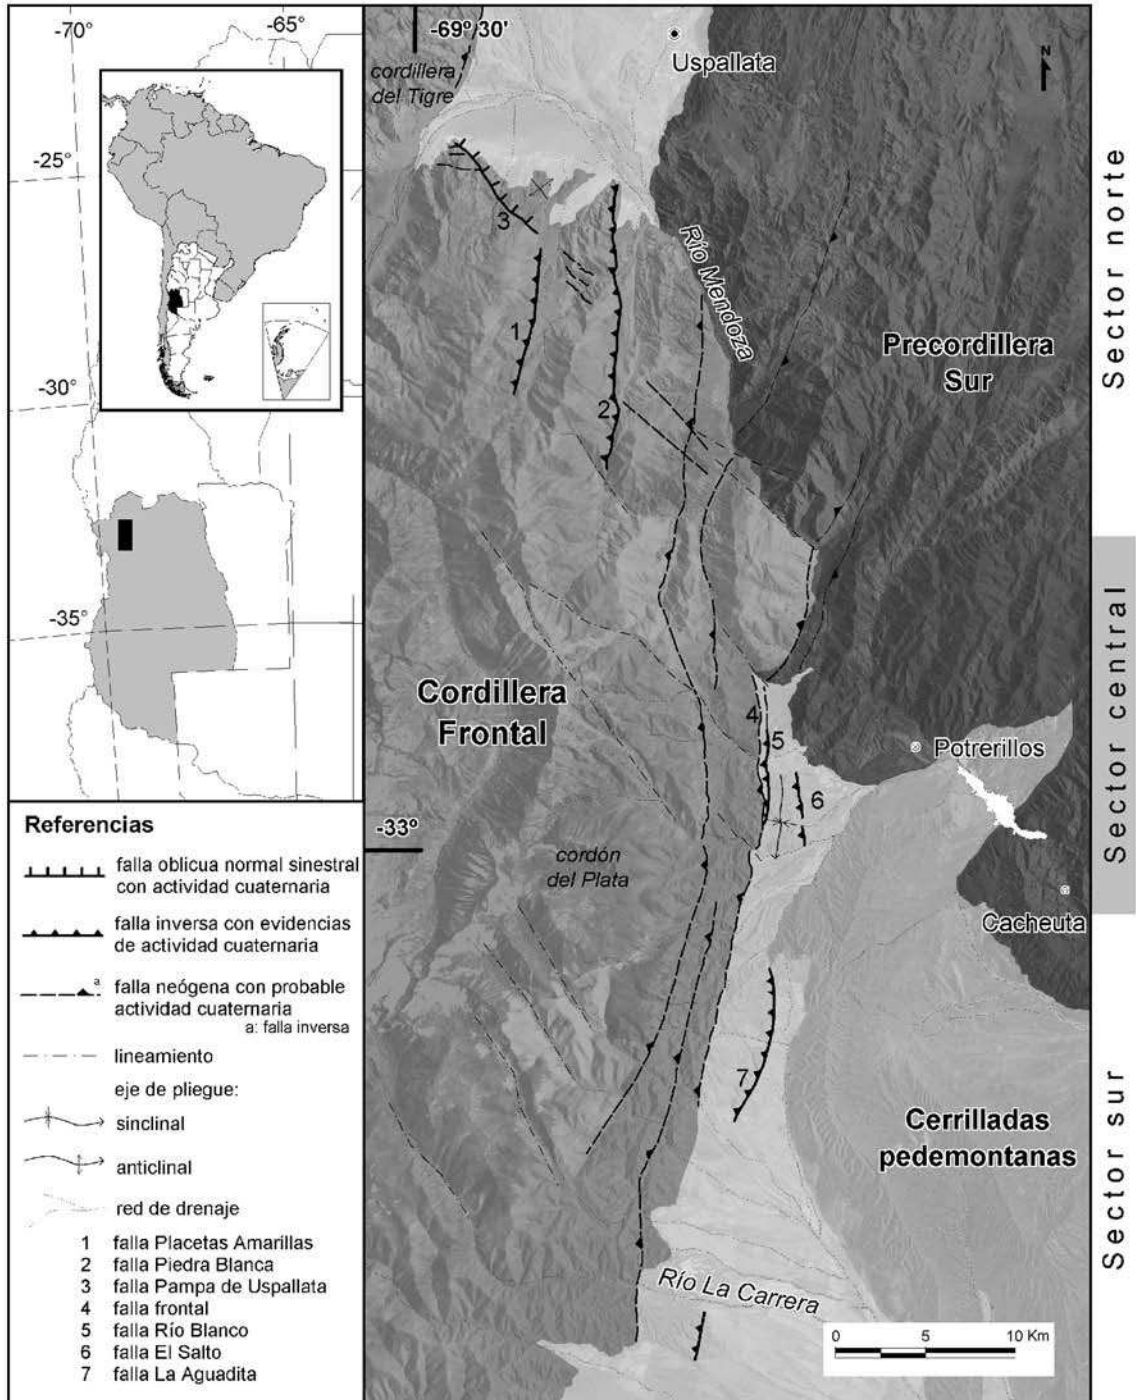 -70°
-65°
-25°
-30°
-35°
-69° 30'
Uspallata
cordillera
del Tigre
N
3
1
2
Río Mendoza
Precordillera
Sur
Cordillera
Frontal
4
5
6
Potrerillos
-33°
cordón
del Plata
Cacheuta
7
Cerrilladas
pedemontanas
Río La Carrera
0 5 10 Km
Sector norte
Sector central
Sector sur
Referencias
falla oblicua normal sinestral
con actividad cuaternaria
falla inversa con evidencias
de actividad cuaternaria
a
falla neógena con probable
actividad cuaternaria
a: falla inversa
lineamiento
eje de pliegue:
sinclinal
anticlinal
red de drenaje
1 falla Placetas Amarillas
2 falla Piedra Blanca
3 falla Pampa de Uspallata
4 falla frontal
5 falla Río Blanco
6 falla El Salto
7 falla La Aguadita